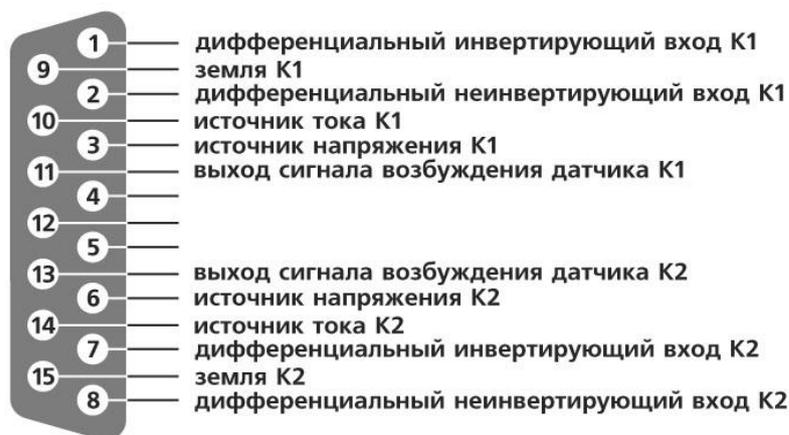 1 дифференциальный инвертирующий вход К1
9 земля К1
2 дифференциальный неинвертирующий вход К1
10 источник тока К1
3 источник напряжения К1
11 выход сигнала возбуждения датчика К1
4
12
5
13 выход сигнала возбуждения датчика К2
6 источник напряжения К2
14 источник тока К2
7 дифференциальный инвертирующий вход К2
15 земля К2
8 дифференциальный неинвертирующий вход К2